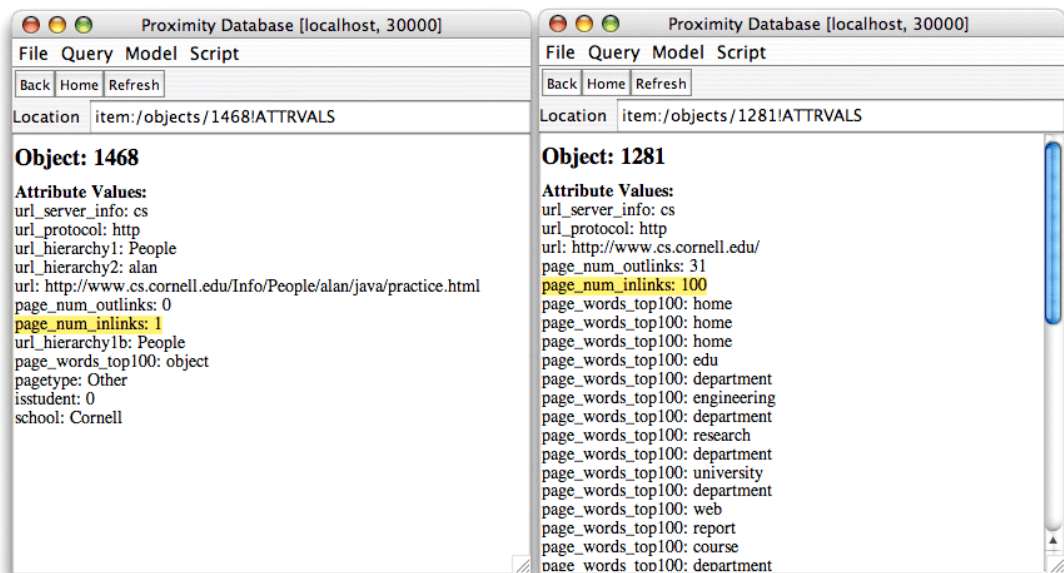 Proximity Database [localhost, 30000]
File Query Model Script
Back Home Refresh
Location item:/objects/1468!ATTRVALS
Object: 1468
Attribute Values:
url_server_info: cs
url_protocol: http
url_hierarchy1: People
url_hierarchy2: alan
url: http://www.cs.cornell.edu/Info/People/alan/java/practice.html
page_num_outlinks: 0
page_num_inlinks: 1
url_hierarchy1b: People
page_words_top100: object
pagetype: Other
isstudent: 0
school: Cornell
Proximity Database [localhost, 30000]
File Query Model Script
Back Home Refresh
Location item:/objects/1281!ATTRVALS
Object: 1281
Attribute Values:
url_server_info: cs
url_protocol: http
url: http://www.cs.cornell.edu/
page_num_outlinks: 31
page_num_inlinks: 100
page_words_top100: home
page_words_top100: home
page_words_top100: home
page_words_top100: edu
page_words_top100: department
page_words_top100: engineering
page_words_top100: department
page_words_top100: research
page_words_top100: department
page_words_top100: university
page_words_top100: department
page_words_top100: web
page_words_top100: report
page_words_top100: course
page_words_top100: department